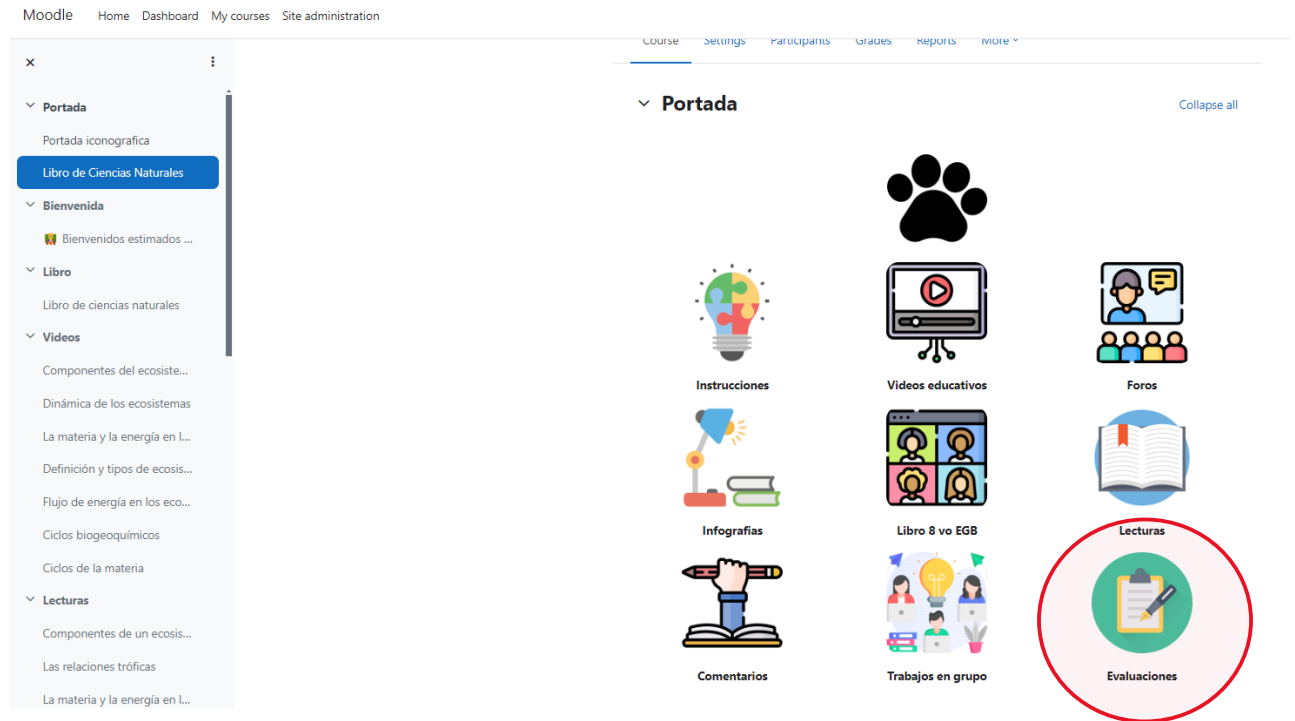 Moodle Home Dashboard My courses Site administration
Course Settings Participants Grades Reports More
Portada
Portada iconografica
Libro de Ciencias Naturales
Bienvenida
Bienvenidos estimados ...
Libro
Libro de ciencias naturales
Videos
Componentes del ecosiste...
Dinámica de los ecosistemas
La materia y la energía en l...
Definición y tipos de ecosis...
Flujo de energía en los eco...
Ciclos biogeoquímicos
Ciclos de la materia
Lecturas
Componentes de un ecosis...
Las relaciones tróficas
La materia y la energía en l...
Portada
Collapse all
Instrucciones
Videos educativos
Foros
Infografias
Libro 8 vo EGB
Lecturas
Comentarios
Trabajos en grupo
Evaluaciones